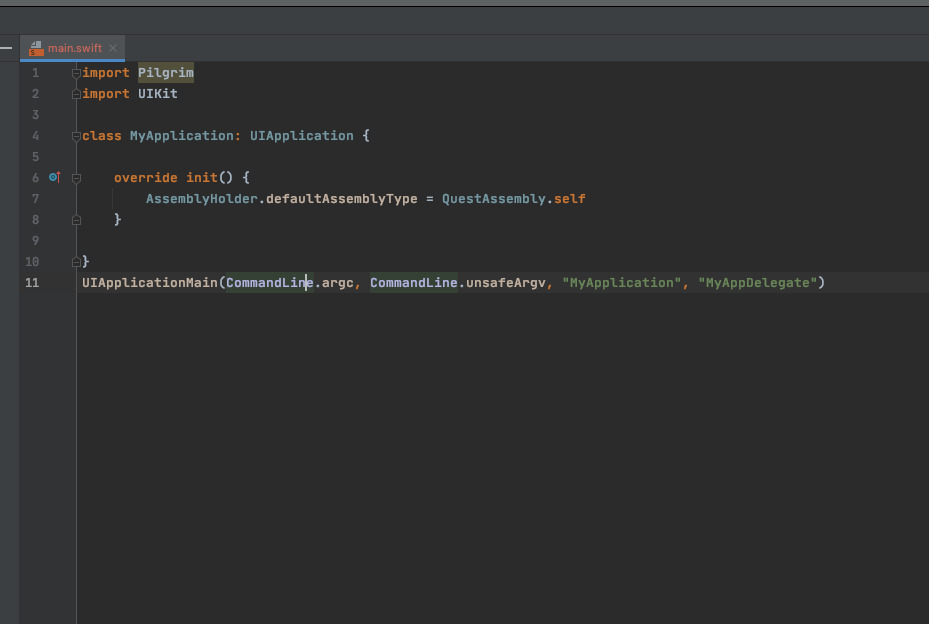 main.swift
1 import Pilgrim
2 import UIKit
3
4 class MyApplication: UIApplication {
5
6 override init() {
7 AssemblyHolder.defaultAssemblyType = QuestAssembly.self
8 }
9
10 }
11 UIApplicationMain(CommandLine.argc, CommandLine.unsafeArgv, "MyApplication", "MyAppDelegate")